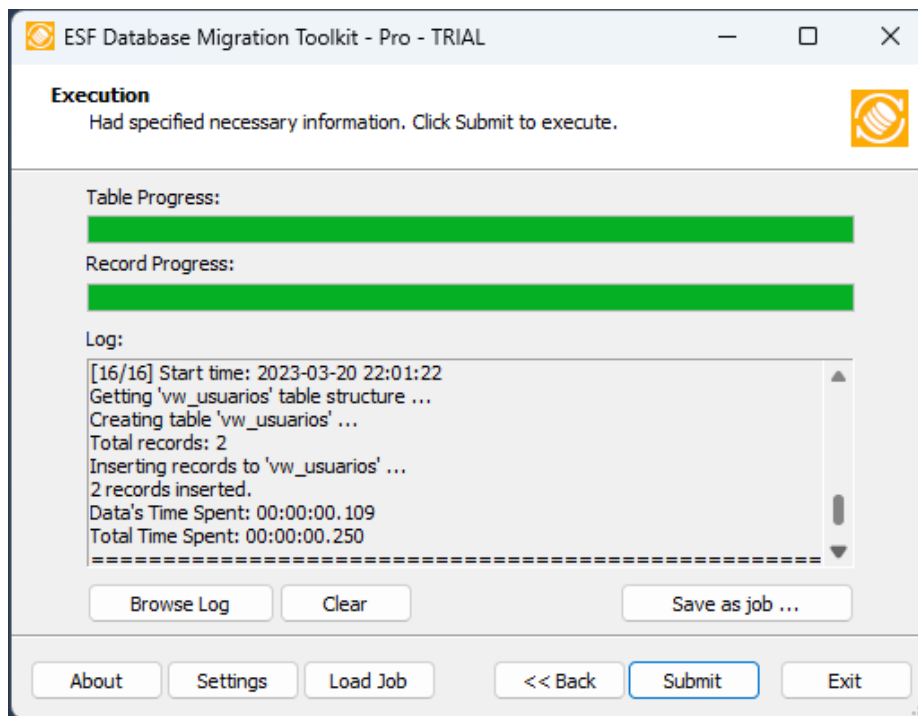 ESF Database Migration Toolkit - Pro - TRIAL
Execution
Had specified necessary information. Click Submit to execute.
Table Progress:
Record Progress:
Log:
[16/16] Start time: 2023-03-20 22:01:22
Getting 'vw_usuarios' table structure ...
Creating table 'vw_usuarios' ...
Total records: 2
Inserting records to 'vw_usuarios' ...
2 records inserted.
Data's Time Spent: 00:00:00.109
Total Time Spent: 00:00:00.250
===================================================
Browse Log Clear Save as job ...
About Settings Load Job << Back Submit Exit